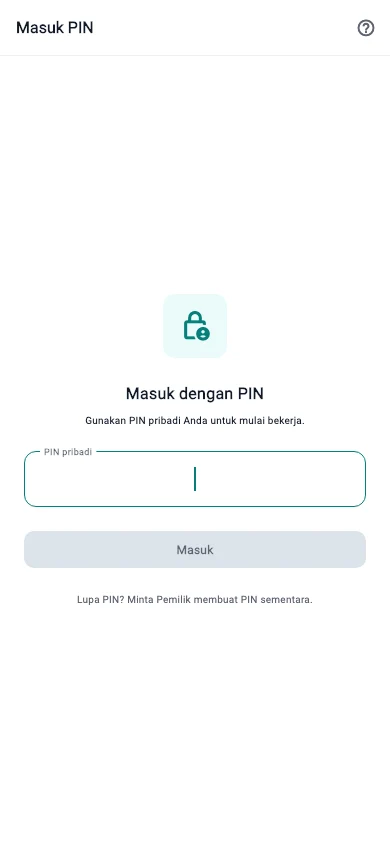 Masuk PIN
Masuk dengan PIN
Gunakan PIN pribadi Anda untuk mulai bekerja.
PIN pribadi
Masuk
Lupa PIN? Minta Pemilik membuat PIN sementara.